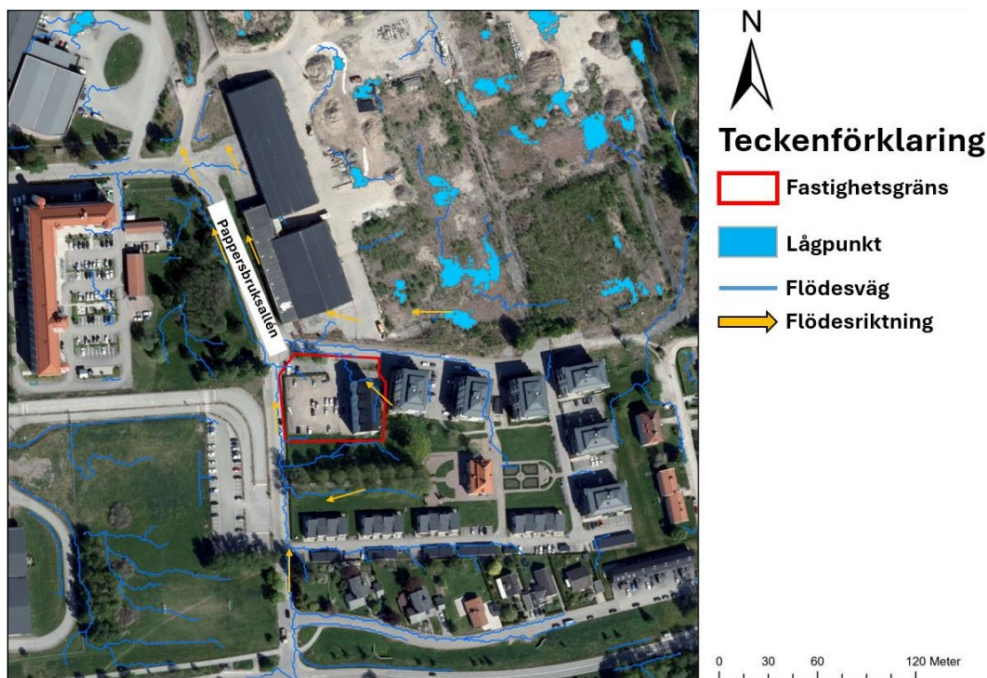 N
Teckenförklaring
Fastighetsgräns
Lågpunkt
Flödesväg
Flödesriktning
Pappersbruksallén
0 30 60 120 Meter